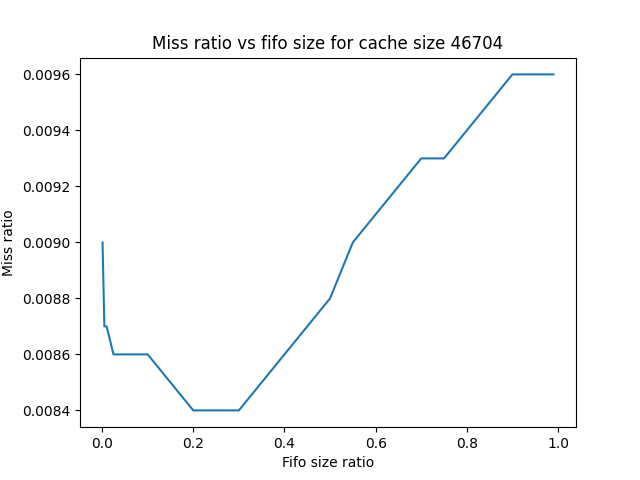 Miss ratio vs fifo size for cache size 46704
0.0096
0.0094
0.0092
0.0090
0.0088
0.0086
0.0084
Miss ratio
0.0 0.2 0.4 0.6 0.8 1.0
Fifo size ratio